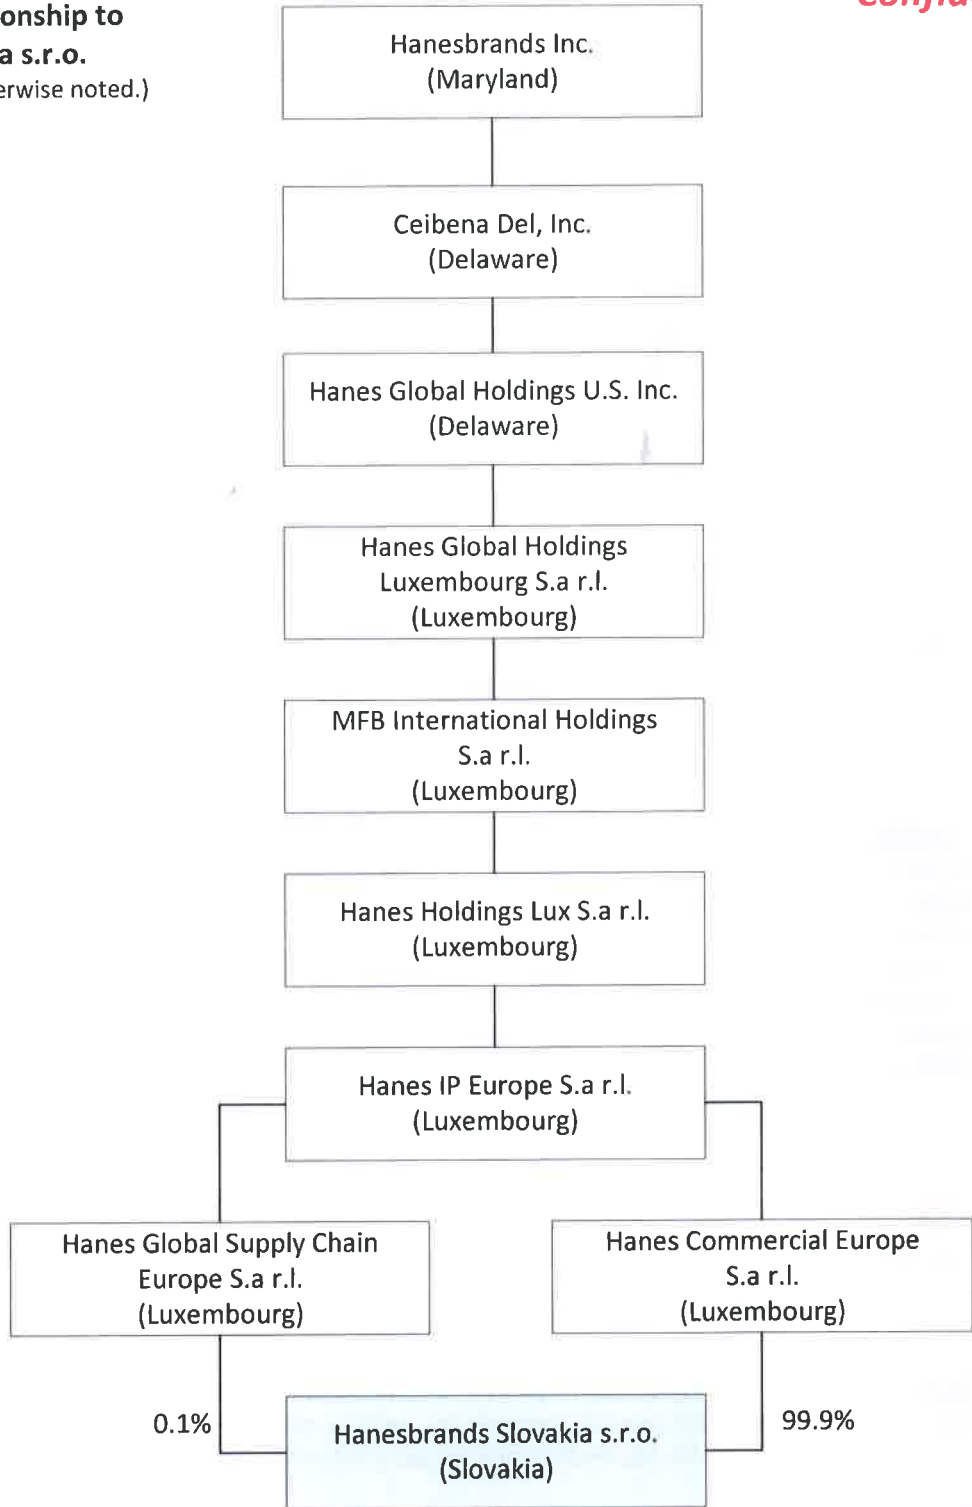 onship to
a s.r.o.
erwise noted.)
Hanesbrands Inc.
(Maryland)
Ceibena Del, Inc.
(Delaware)
Hanes Global Holdings U.S. Inc.
(Delaware)
Hanes Global Holdings
Luxembourg S.a r.l.
(Luxembourg)
MFB International Holdings
S.a r.l.
(Luxembourg)
Hanes Holdings Lux S.a r.l.
(Luxembourg)
Hanes IP Europe S.a r.l.
(Luxembourg)
Hanes Global Supply Chain
Europe S.a r.l.
(Luxembourg)
Hanes Commercial Europe
S.a r.l.
(Luxembourg)
0.1%
99.9%
Hanesbrands Slovakia s.r.o.
(Slovakia)